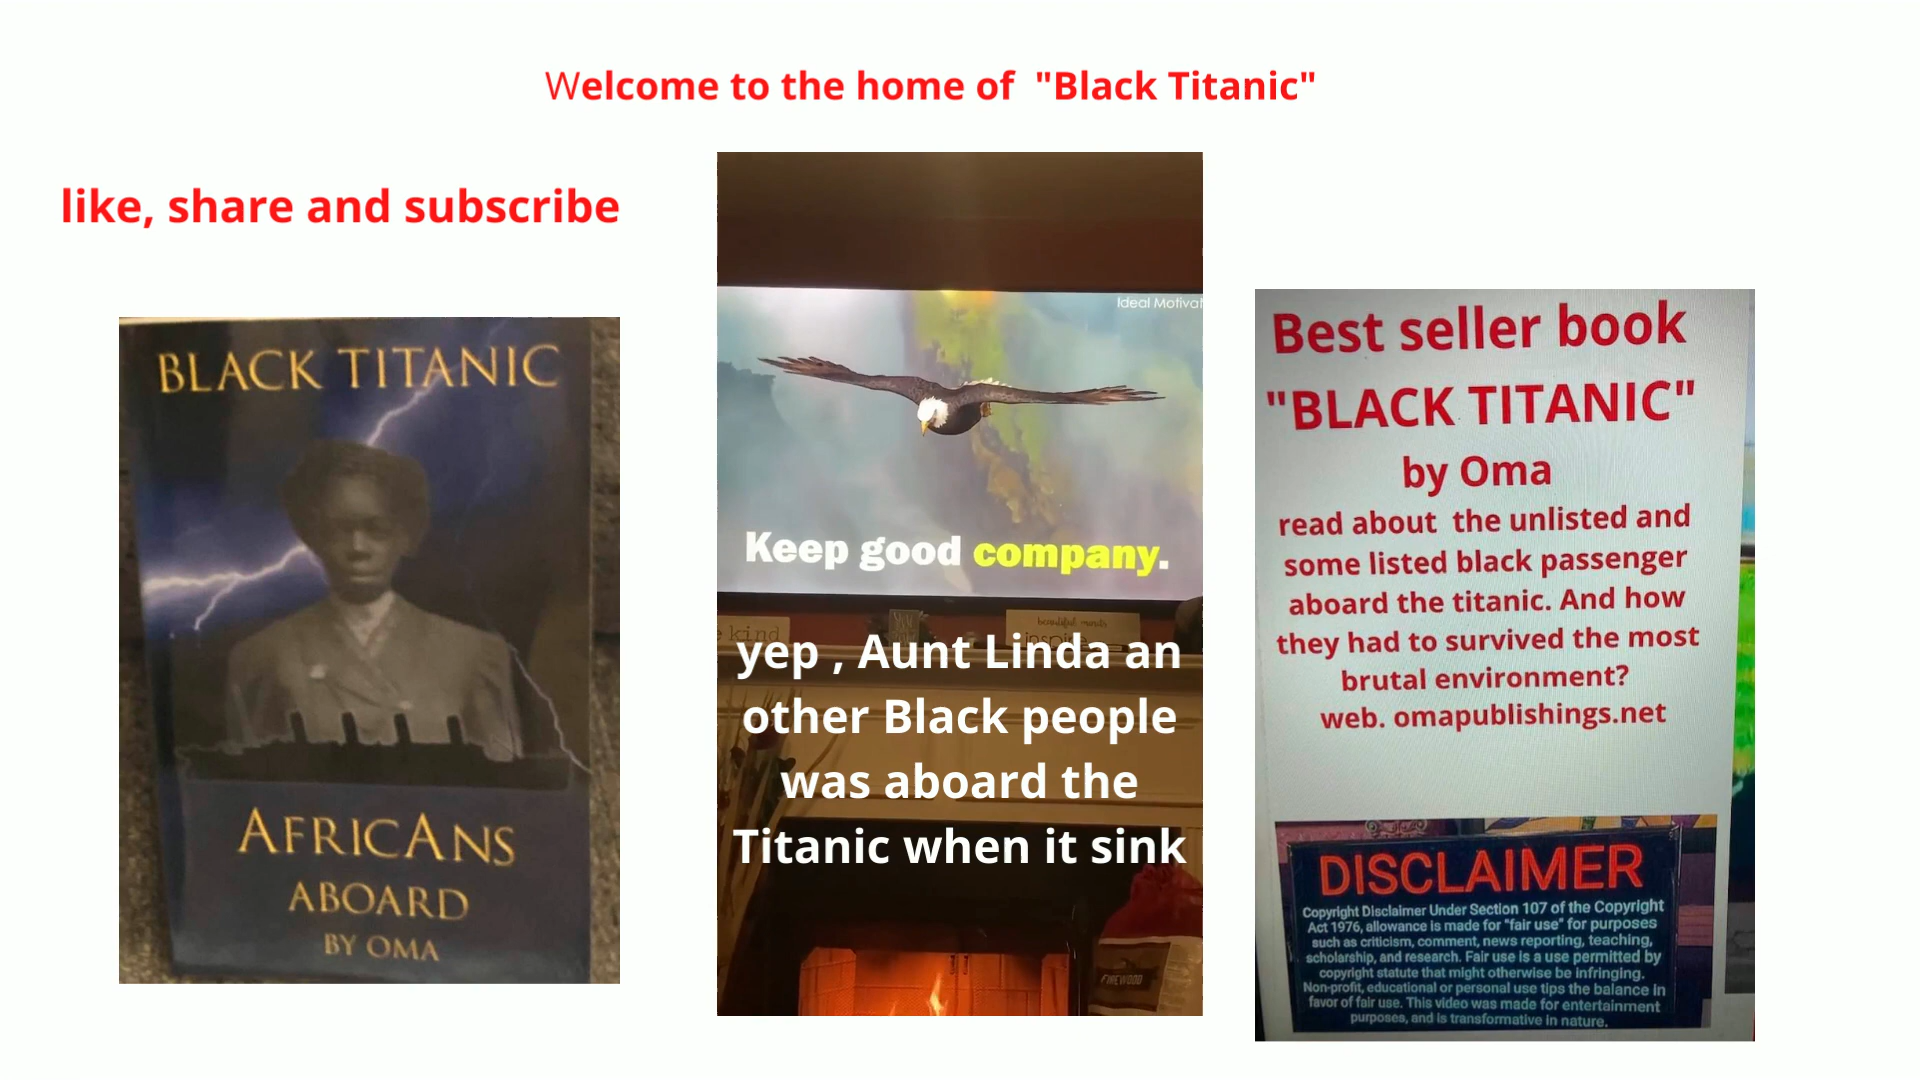 Welcome to the home of "Black Titanic"
like, share and subscribe
BLACK TITANIC
AFRICANS
ABOARD
BY OMA
Ideal Motivat
Keep good company.
kind
beautiful
inspire
yep , Aunt Linda an
other Black people
was aboard the
Titanic when it sink
FIREWOOD
Best seller book
"BLACK TITANIC"
by Oma
read about the unlisted and
some listed black passenger
aboard the titanic. And how
they had to survived the most
brutal environment?
web. omapublishings.net
DISCLAIMER
Copyright Disclaimer Under Section 107 of the Copyright
Act 1976, allowance is made for "fair use" for purposes
such as criticism, comment, news reporting, teaching,
scholarship, and research. Fair use is a use permitted by
copyright statute that might otherwise be infringing.
Non-profit, educational or personal use tips the balance in
favor of fair use. This video was made for entertainment
purposes, and is transformative in nature.